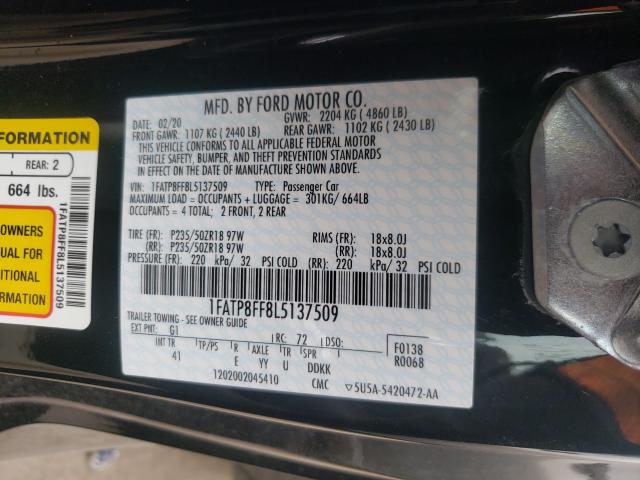 FORMATION
REAR: 2
664 lbs.
OWNERS
NUAL FOR
DITIONAL
RMATION
1FATP8FF8L5137509
MFD. BY FORD MOTOR CO.
02/20
GVWR: 2204 KG ( 4860 LB)
FRONT GAWR: 1107 KG ( 2440 LB)
REAR GAWR: 1102 KG ( 2430 LB)
THIS VEHICLE CONFORMS TO ALL APPLICABLE FEDERAL MOTOR
VEHICLE SAFETY, BUMPER, AND THEFT PREVENTION STANDARDS
IN EFFECT ON THE DATE OF MANUFACTURE SHOWN ABOVE.
VIN: 1FATP8FF8L5137509 TYPE: Passenger Car
MAXIMUM LOAD = OCCUPANTS + LUGGAGE = 301KG/ 664LB
OCCUPANTS = 4 TOTAL; 2 FRONT, 2 REAR
TIRE (FR): P235/50ZR18 97W RIMS (FR): 18x8.0J
(RR): P235/50ZR18 97W (RR): 18x8.0J
PRESSURE (FR): 220 kPa/ 32 PSI COLD (RR): 220 kPa/ 32 PSI COLD
1FATP8FF8L5137509
TRAILER TOWING - SEE OWNER GUIDE
EXT PNT: G1 RC: 72 DSO:
F0138
R0068
INT TR TP/PS R AXLE TR SPR
41 E YY U DDKK
1202002045410 CMC ▽5U5A-5420472-AA